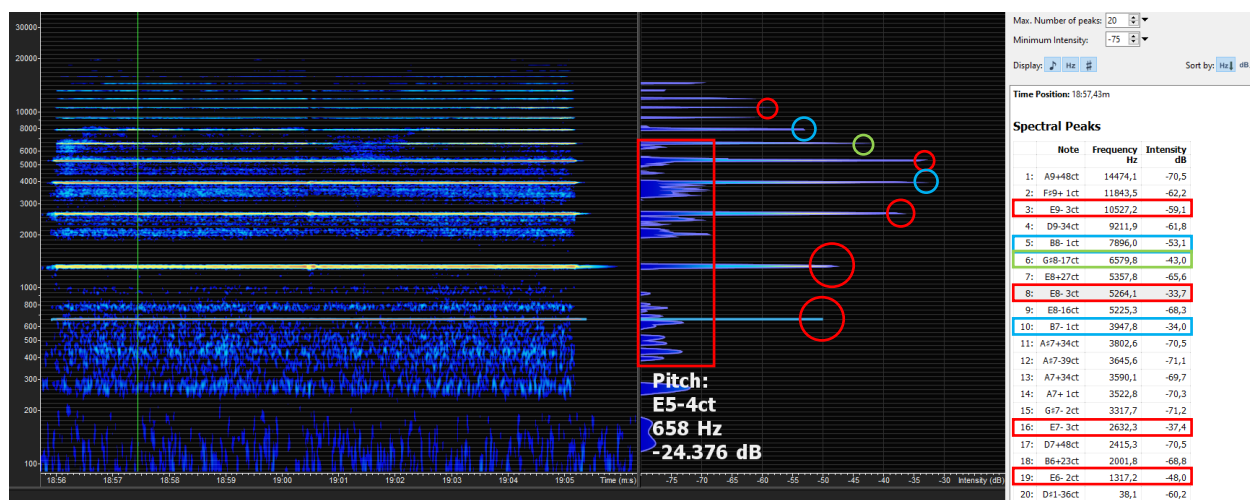 Max. Number of peaks: 20
Minimum Intensity: -75
Display: Hz Sort by: Hz dB
Time Position: 18:57,43m
Spectral Peaks
Note Frequency Hz Intensity dB
1: A9+48ct 14474,1 -70,5
2: F♯9+ 1ct 11843,5 -62,2
3: E9- 3ct 10527,2 -59,1
4: D9-34ct 9211,9 -61,8
5: B8- 1ct 7896,0 -53,1
6: G♯8-17ct 6579,8 -43,0
7: E8+27ct 5357,8 -65,6
8: E8- 3ct 5264,1 -33,7
9: E8-16ct 5225,3 -68,3
10: B7- 1ct 3947,8 -34,0
11: A♯7+34ct 3802,6 -70,5
12: A♯7-39ct 3645,6 -71,1
13: A7+34ct 3590,1 -69,7
14: A7+ 1ct 3522,8 -70,3
15: G♯7- 2ct 3317,7 -71,2
16: E7- 3ct 2632,3 -37,4
17: D7+48ct 2415,3 -70,5
18: B6+23ct 2001,8 -68,8
19: E6- 2ct 1317,2 -48,0
20: D♯1-36ct 38,1 -60,2
30000
20000
10000
8000
6000
5000
4000
3000
2000
1000
800
600
500
400
300
200
100
Pitch:
E5-4ct
658 Hz
-24.376 dB
18:56 18:57 18:58 18:59 19:00 19:01 19:02 19:03 19:04 19:05 Time (m:s)
-75 -70 -65 -60 -55 -50 -45 -40 -35 -30 Intensity (dB)